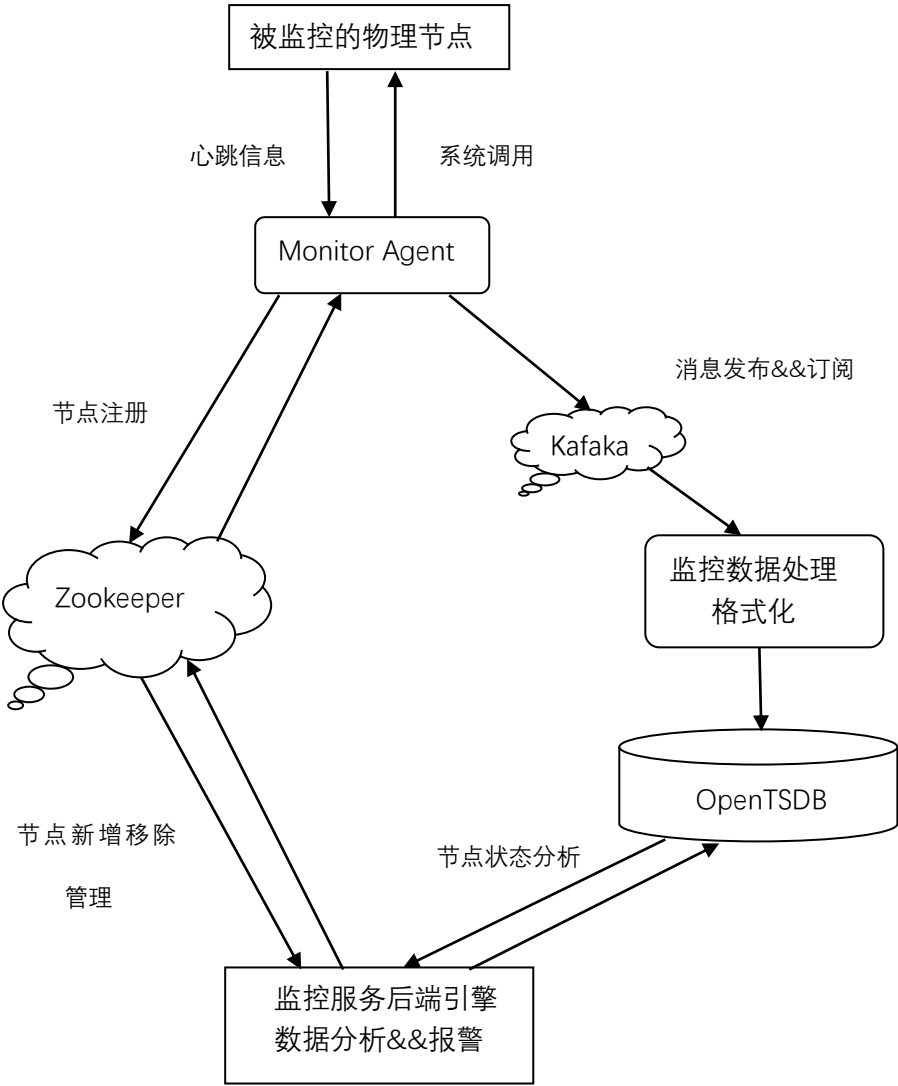 被监控的物理节点
心跳信息
系统调用
Monitor Agent
消息发布&&订阅
节点注册
Kafaka
监控数据处理
格式化
Zookeeper
OpenTSDB
节点新增移除
管理
节点状态分析
监控服务后端引擎
数据分析&&报警